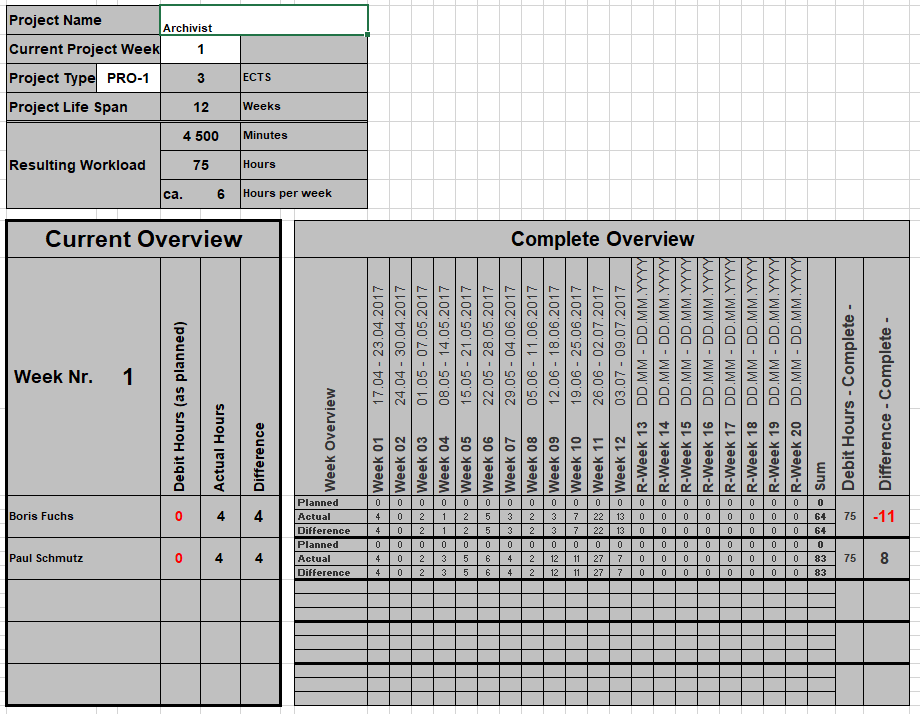 Project Name Archivist
Current Project Week 1
Project Type PRO-1 3 ECTS
Project Life Span 12 Weeks
Resulting Workload 4 500 Minutes
75 Hours
ca. 6 Hours per week
Current Overview
Week Nr. 1 Debit Hours (as planned) Actual Hours Difference
Boris Fuchs 0 4 4
Paul Schmutz 0 4 4
Complete Overview
Week Overview
Week 01 17.04 - 23.04.2017
Week 02 24.04 - 30.04.2017
Week 03 01.05 - 07.05.2017
Week 04 08.05 - 14.05.2017
Week 05 15.05 - 21.05.2017
Week 06 22.05 - 28.05.2017
Week 07 29.05 - 04.06.2017
Week 08 05.06 - 11.06.2017
Week 09 12.06 - 18.06.2017
Week 10 19.06 - 25.06.2017
Week 11 26.06 - 02.07.2017
Week 12 03.07 - 09.07.2017
R-Week 13 DD.MM - DD.MM.YYYY
R-Week 14 DD.MM - DD.MM.YYYY
R-Week 15 DD.MM - DD.MM.YYYY
R-Week 16 DD.MM - DD.MM.YYYY
R-Week 17 DD.MM - DD.MM.YYYY
R-Week 18 DD.MM - DD.MM.YYYY
R-Week 19 DD.MM - DD.MM.YYYY
R-Week 20 DD.MM - DD.MM.YYYY
Sum
Debit Hours - Complete -
Difference - Complete -
Planned 0 0 0 0 0 0 0 0 0 0 0 0 0 0 0 0 0 0 0 0 0
Actual 4 0 2 1 2 5 3 2 3 7 22 13 0 0 0 0 0 0 0 0 64 75 -11
Difference 4 0 2 1 2 5 3 2 3 7 22 13 0 0 0 0 0 0 0 0 64
Planned 0 0 0 0 0 0 0 0 0 0 0 0 0 0 0 0 0 0 0 0 0
Actual 4 0 2 3 5 6 4 2 12 11 27 7 0 0 0 0 0 0 0 0 83 75 8
Difference 4 0 2 3 5 6 4 2 12 11 27 7 0 0 0 0 0 0 0 0 83